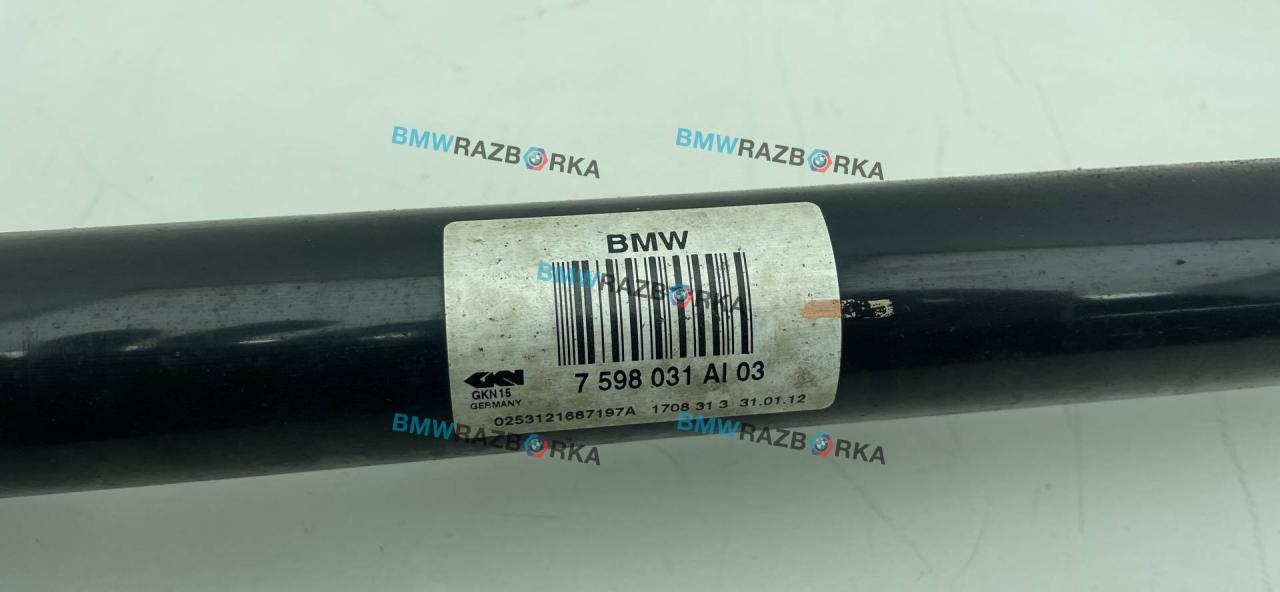 BMWRAZBORKA
BMWRAZBORKA
BMW
BMWRAZBORKA
7 598 031 AI 03
GKN
GKN15
GERMANY
0253121687197A 1708 31 3 31.01.12
BMWRAZBORKA
BMWRAZBORKA